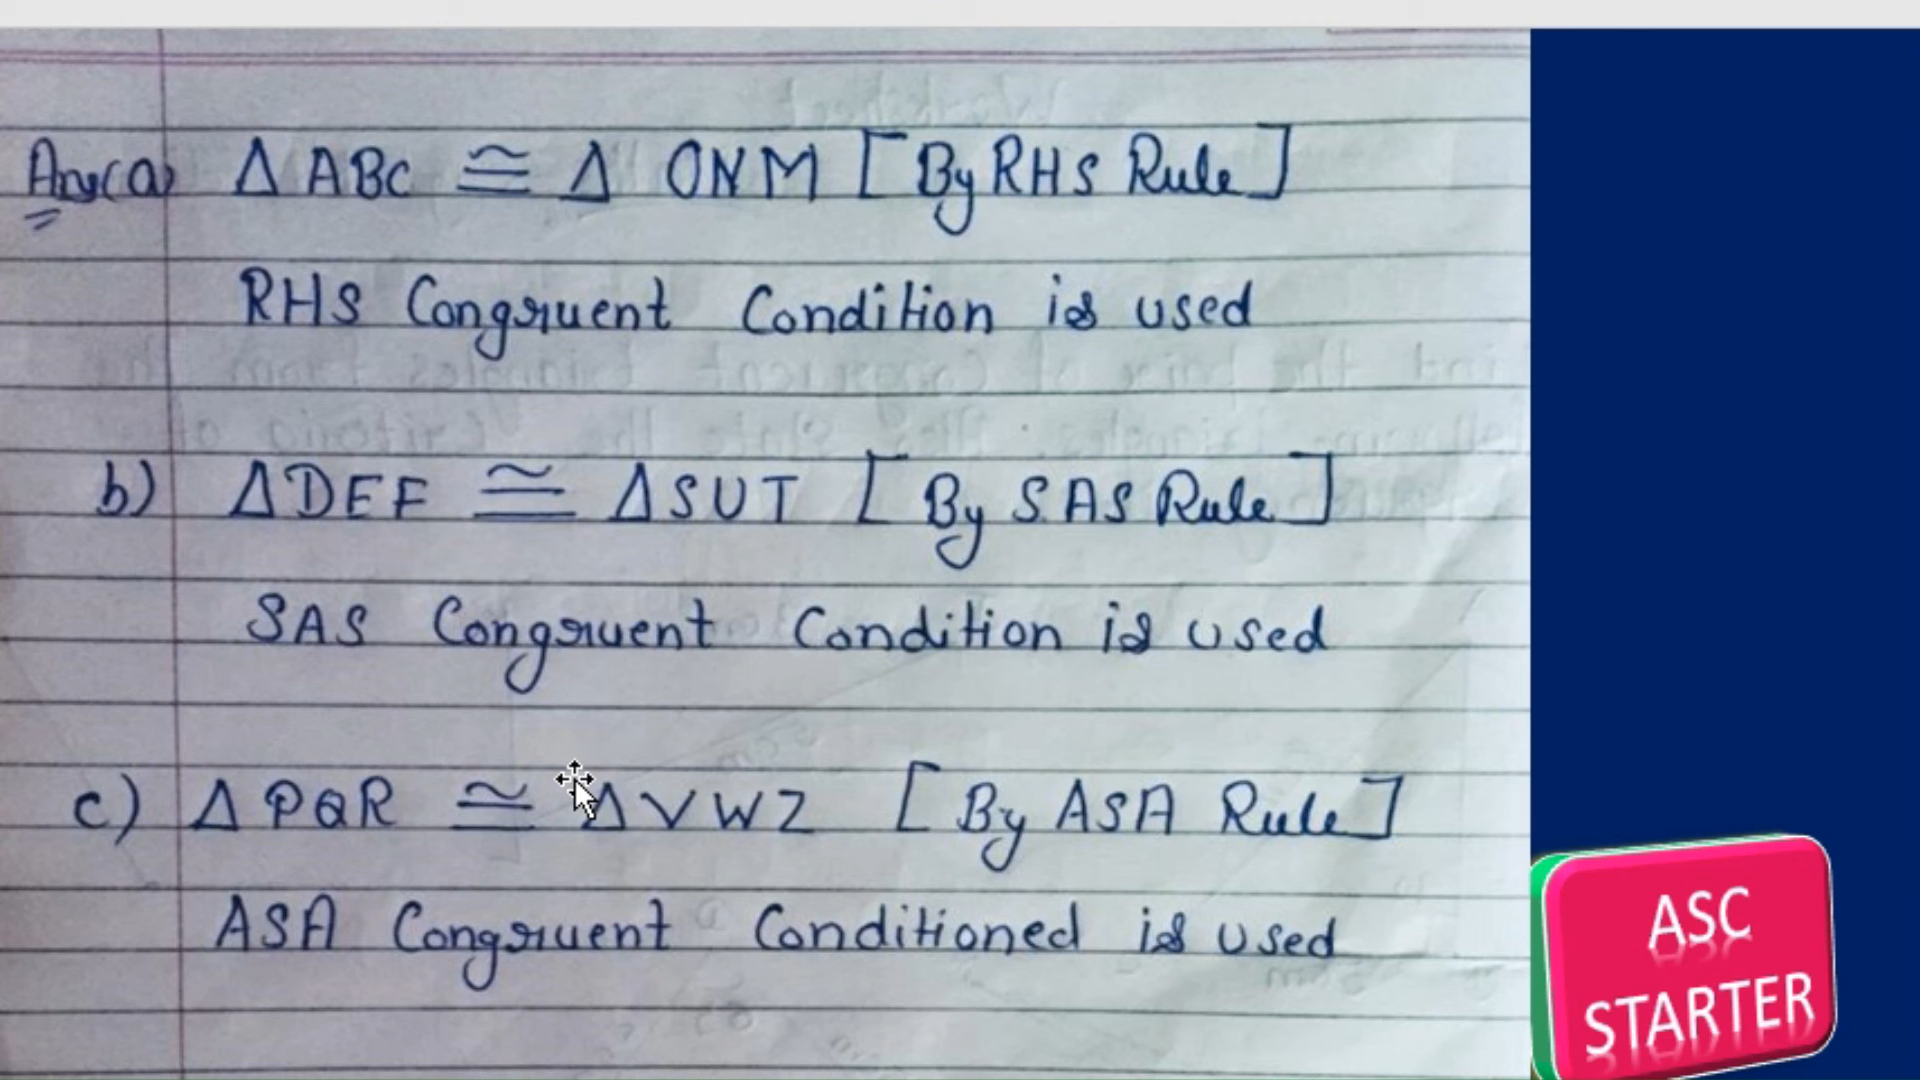 Ans(a) Δ ABC ≅ Δ ONM [By RHS Rule]
RHS Congruent Condition is used
b) ΔDEF ≅ ΔSUT [By SAS Rule]
SAS Congruent Condition is used
c) Δ PQR ≅ ΔVWZ [By ASA Rule]
ASA Congruent Conditioned is used
ASC
STARTER